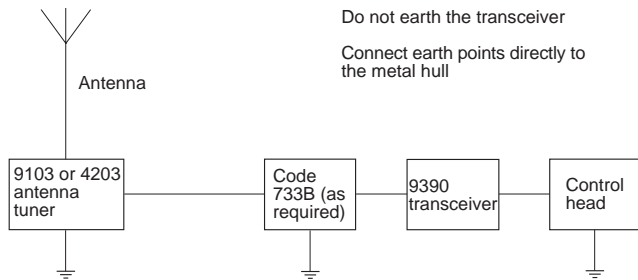 Do not earth the transceiver
Connect earth points directly to
the metal hull
Antenna
9103 or 4203
antenna
tuner
Code
733B (as
required)
9390
transceiver
Control
head